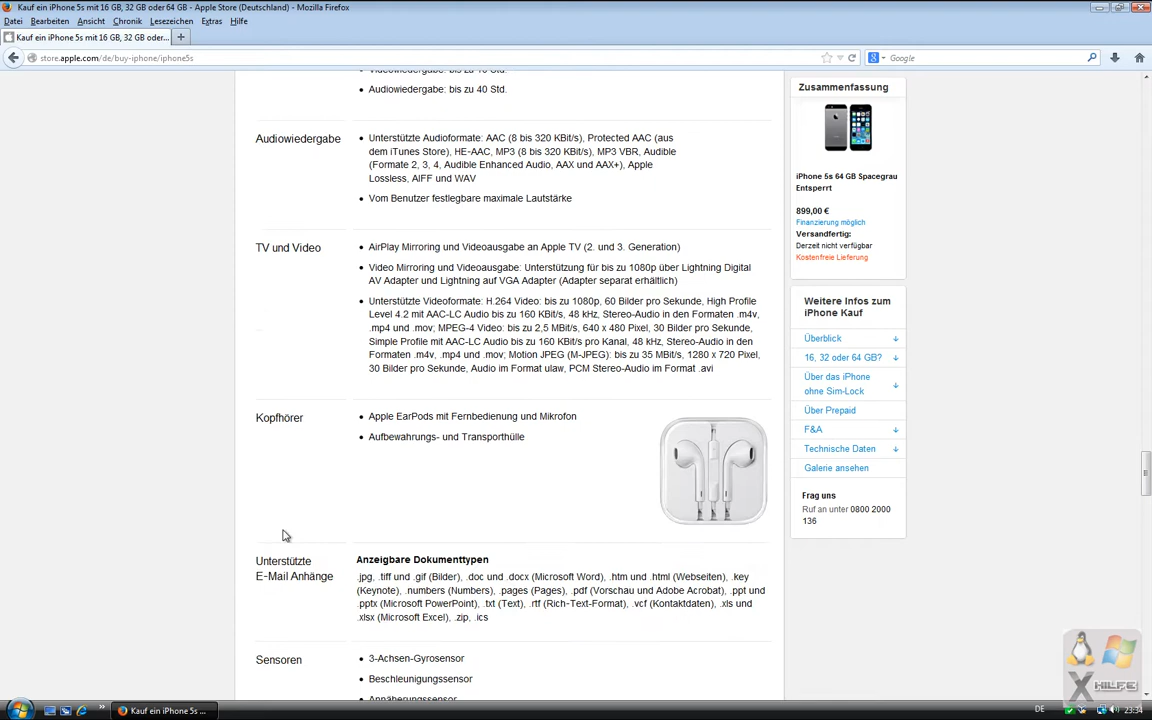 Kauf ein iPhone 5s mit 16 GB, 32 GB oder 64 GB - Apple Store (Deutschland) - Mozilla Firefox
Datei Bearbeiten Ansicht Chronik Lesezeichen Extras Hilfe
Kauf ein iPhone 5s mit 16 GB, 32 GB oder... +
store.apple.com/de/buy-iphone/iphone5s
Google
Audiowiedergabe: bis zu 40 Std.
Audiowiedergabe
Unterstützte Audioformate: AAC (8 bis 320 KBit/s), Protected AAC (aus
dem iTunes Store), HE-AAC, MP3 (8 bis 320 KBit/s), MP3 VBR, Audible
(Formate 2, 3, 4, Audible Enhanced Audio, AAX und AAX+), Apple
Lossless, AIFF und WAV
Vom Benutzer festlegbare maximale Lautstärke
TV und Video
AirPlay Mirroring und Videoausgabe an Apple TV (2. und 3. Generation)
Video Mirroring und Videoausgabe: Unterstützung für bis zu 1080p über Lightning Digital
AV Adapter und Lightning auf VGA Adapter (Adapter separat erhältlich)
Unterstützte Videoformate: H.264 Video: bis zu 1080p, 60 Bilder pro Sekunde, High Profile
Level 4.2 mit AAC-LC Audio bis zu 160 KBit/s, 48 kHz, Stereo-Audio in den Formaten .m4v,
.mp4 und .mov; MPEG-4 Video: bis zu 2,5 MBit/s, 640 x 480 Pixel, 30 Bilder pro Sekunde,
Simple Profile mit AAC-LC Audio bis zu 160 KBit/s pro Kanal, 48 kHz, Stereo-Audio in den
Formaten .m4v, .mp4 und .mov; Motion JPEG (M-JPEG): bis zu 35 MBit/s, 1280 x 720 Pixel,
30 Bilder pro Sekunde, Audio im Format ulaw, PCM Stereo-Audio im Format .avi
Kopfhörer
Apple EarPods mit Fernbedienung und Mikrofon
Aufbewahrungs- und Transporthülle
Unterstützte
E-Mail Anhänge
Anzeigbare Dokumenttypen
.jpg, .tiff und .gif (Bilder), .doc und .docx (Microsoft Word), .htm und .html (Webseiten), .key
(Keynote), .numbers (Numbers), .pages (Pages), .pdf (Vorschau und Adobe Acrobat), .ppt und
.pptx (Microsoft PowerPoint), .txt (Text), .rtf (Rich-Text-Format), .vcf (Kontaktdaten), .xls und
.xlsx (Microsoft Excel), .zip, .ics
Sensoren
3-Achsen-Gyrosensor
Beschleunigungssensor
Zusammenfassung
iPhone 5s 64 GB Spacegrau
Entsperrt
899,00 €
Finanzierung möglich
Versandfertig:
Derzeit nicht verfügbar
Kostenfreie Lieferung
Weitere Infos zum
iPhone Kauf
Überblick
16, 32 oder 64 GB?
Über das iPhone
ohne Sim-Lock
Über Prepaid
F&A
Technische Daten
Galerie ansehen
Frag uns
Ruf an unter 0800 2000
136
X HILFE
Kauf ein iPhone 5s ...
DE
23:34